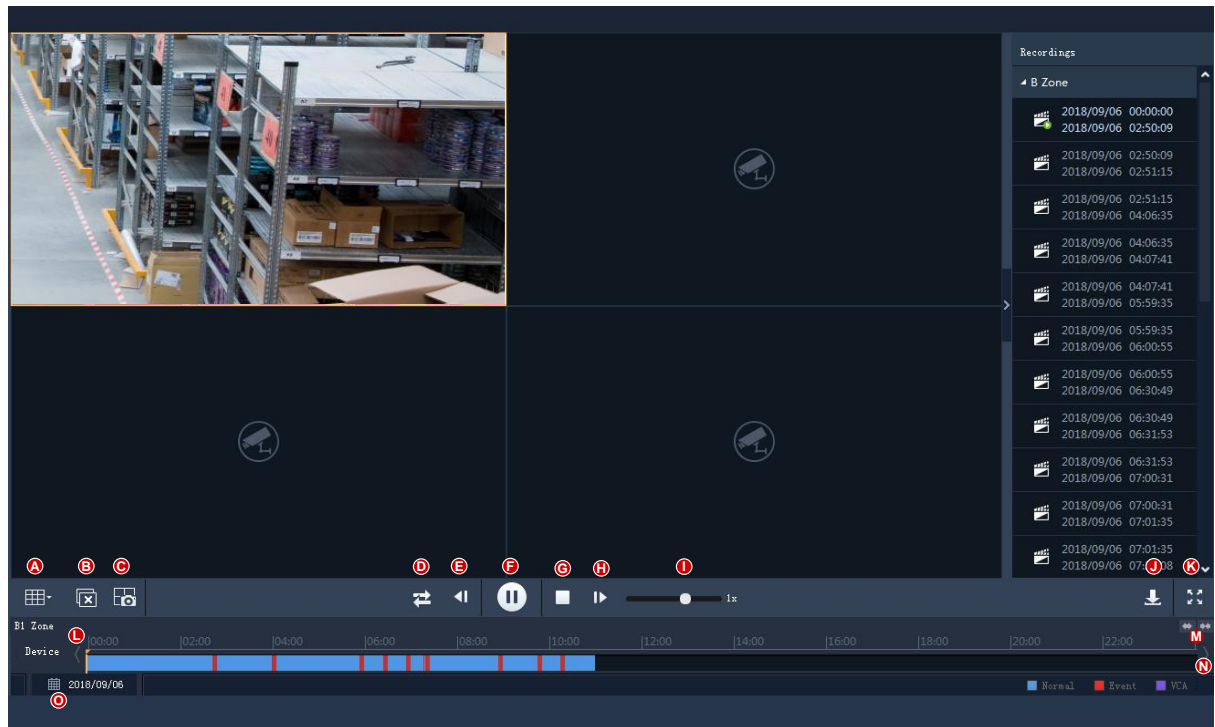 Recordings
B Zone
2018/09/06 00:00:00
2018/09/06 02:50:09
2018/09/06 02:50:09
2018/09/06 02:51:15
2018/09/06 02:51:15
2018/09/06 04:06:35
2018/09/06 04:06:35
2018/09/06 04:07:41
2018/09/06 04:07:41
2018/09/06 05:59:35
2018/09/06 05:59:35
2018/09/06 06:00:55
2018/09/06 06:00:55
2018/09/06 06:30:49
2018/09/06 06:30:49
2018/09/06 06:31:53
2018/09/06 06:31:53
2018/09/06 07:00:31
2018/09/06 07:00:31
2018/09/06 07:01:35
2018/09/06 07:01:35
2018/09/06
A B C D E F G H I J K
1x
B1 Zone
L M
00:00 02:00 04:00 06:00 08:00 10:00 12:00 14:00 16:00 18:00 20:00 22:00
Device
N
2018/09/06 Normal Event VCA
O